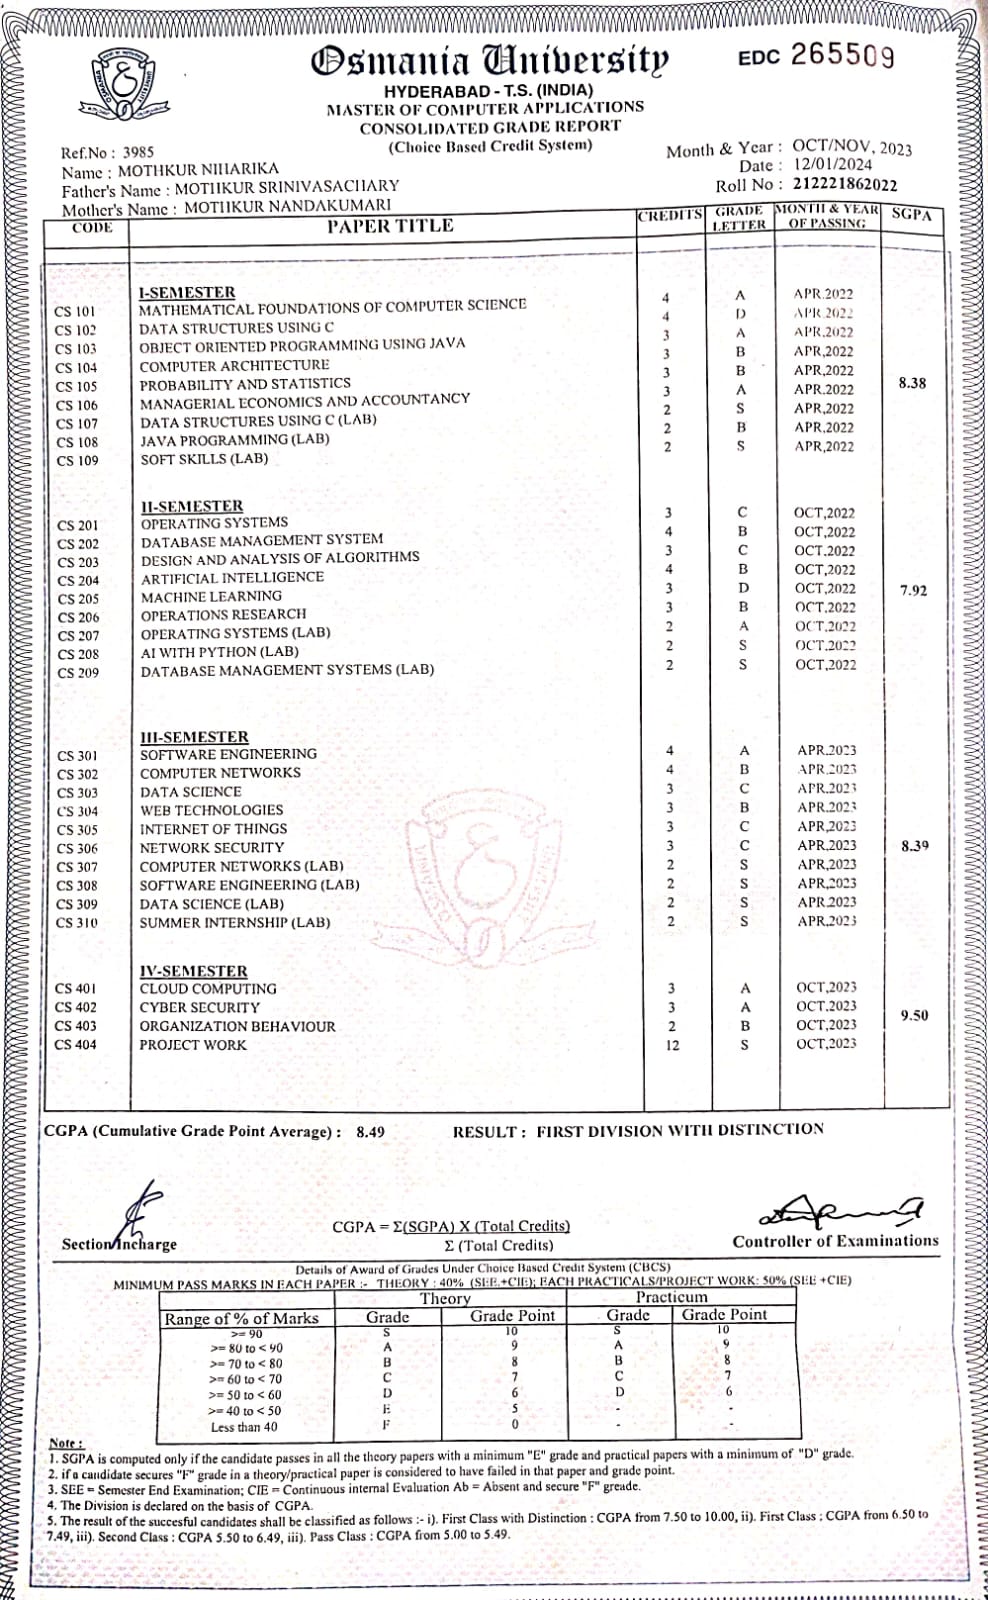 Osmania University
EDC 265509
HYDERABAD - T.S. (INDIA)
MASTER OF COMPUTER APPLICATIONS
CONSOLIDATED GRADE REPORT
(Choice Based Credit System)
Ref.No : 3985
Month & Year : OCT/NOV, 2023
Name : MOTHKUR NIHARIKA
Date : 12/01/2024
Father's Name : MOTHKUR SRINIVASACHARY
Roll No : 212221862022
Mother's Name : MOTHKUR NANDAKUMARI
CODE PAPER TITLE CREDITS GRADE LETTER MONTH & YEAR OF PASSING SGPA
I-SEMESTER
CS 101 MATHEMATICAL FOUNDATIONS OF COMPUTER SCIENCE 4 A APR.2022
CS 102 DATA STRUCTURES USING C 4 D APR.2022
CS 103 OBJECT ORIENTED PROGRAMMING USING JAVA 3 A APR,2022
CS 104 COMPUTER ARCHITECTURE 3 B APR,2022
CS 105 PROBABILITY AND STATISTICS 3 B APR,2022
CS 106 MANAGERIAL ECONOMICS AND ACCOUNTANCY 3 A APR,2022
CS 107 DATA STRUCTURES USING C (LAB) 2 S APR,2022
CS 108 JAVA PROGRAMMING (LAB) 2 B APR,2022
CS 109 SOFT SKILLS (LAB) 2 S APR,2022
8.38
II-SEMESTER
CS 201 OPERATING SYSTEMS 3 C OCT,2022
CS 202 DATABASE MANAGEMENT SYSTEM 4 B OCT,2022
CS 203 DESIGN AND ANALYSIS OF ALGORITHMS 3 C OCT.2022
CS 204 ARTIFICIAL INTELLIGENCE 4 B OCT,2022
CS 205 MACHINE LEARNING 3 D OCT,2022
CS 206 OPERATIONS RESEARCH 3 B OCT,2022
CS 207 OPERATING SYSTEMS (LAB) 2 A OCT,2022
CS 208 AI WITH PYTHON (LAB) 2 S OCT,2022
CS 209 DATABASE MANAGEMENT SYSTEMS (LAB) 2 S OCT,2022
7.92
III-SEMESTER
CS 301 SOFTWARE ENGINEERING 4 A APR.2023
CS 302 COMPUTER NETWORKS 4 B APR.2023
CS 303 DATA SCIENCE 3 C APR.2023
CS 304 WEB TECHNOLOGIES 3 B APR.2023
CS 305 INTERNET OF THINGS 3 C APR,2023
CS 306 NETWORK SECURITY 3 C APR,2023
CS 307 COMPUTER NETWORKS (LAB) 2 S APR,2023
CS 308 SOFTWARE ENGINEERING (LAB) 2 S APR,2023
CS 309 DATA SCIENCE (LAB) 2 S APR.2023
CS 310 SUMMER INTERNSHIP (LAB) 2 S APR,2023
8.39
IV-SEMESTER
CS 401 CLOUD COMPUTING 3 A OCT,2023
CS 402 CYBER SECURITY 3 A OCT,2023
CS 403 ORGANIZATION BEHAVIOUR 2 B OCT,2023
CS 404 PROJECT WORK 12 S OCT,2023
9.50
CGPA (Cumulative Grade Point Average) : 8.49 RESULT : FIRST DIVISION WITH DISTINCTION
CGPA = Σ(SGPA) X (Total Credits)
Σ (Total Credits)
Section Incharge
Controller of Examinations
Details of Award of Grades Under Choice Based Credit System (CBCS)
MINIMUM PASS MARKS IN EACH PAPER :- THEORY : 40% (SEE.+CIE); EACH PRACTICALS/PROJECT WORK: 50% (SEE +CIE)
Theory Practicum
Range of % of Marks Grade Grade Point Grade Grade Point
>= 90 S 10 S 10
>= 80 to < 90 A 9 A 9
>= 70 to < 80 B 8 B 8
>= 60 to < 70 C 7 C 7
>= 50 to < 60 D 6 D 6
>= 40 to < 50 E 5 - -
Less than 40 F 0 - -
Note :
1. SGPA is computed only if the candidate passes in all the theory papers with a minimum "E" grade and practical papers with a minimum of "D" grade.
2. if a candidate secures "F" grade in a theory/practical paper is considered to have failed in that paper and grade point.
3. SEE = Semester End Examination; CIE = Continuous internal Evaluation Ab = Absent and secure "F" greade.
4. The Division is declared on the basis of CGPA.
5. The result of the succesful candidates shall be classified as follows :- i). First Class with Distinction : CGPA from 7.50 to 10.00, ii). First Class : CGPA from 6.50 to
7.49, iii). Second Class : CGPA 5.50 to 6.49, iii). Pass Class : CGPA from 5.00 to 5.49.